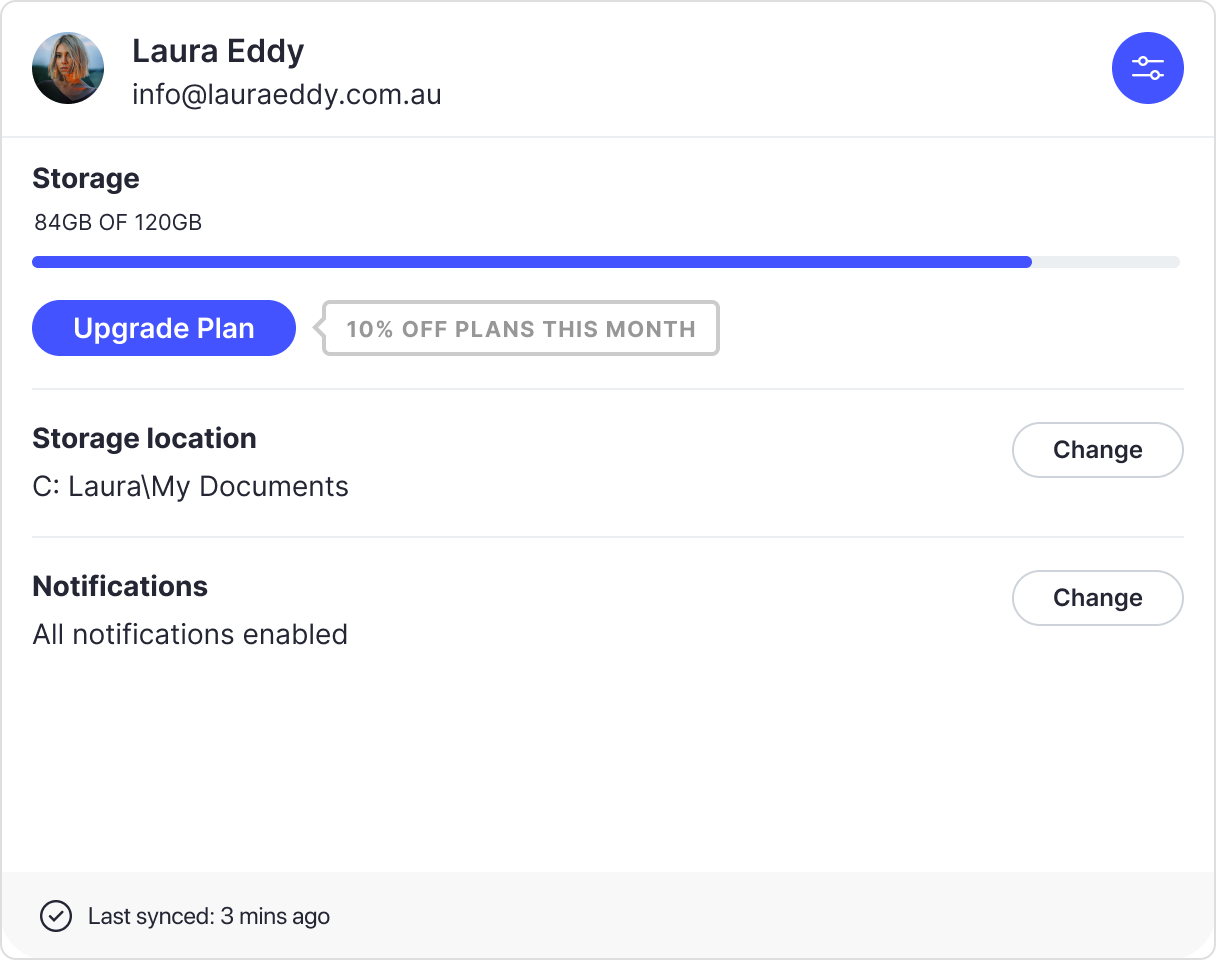 Laura Eddy
info@lauraeddy.com.au
Storage
84GB OF 120GB
Upgrade Plan
10% OFF PLANS THIS MONTH
Storage location
Change
C: Laura\My Documents
Notifications
Change
All notifications enabled
Last synced: 3 mins ago